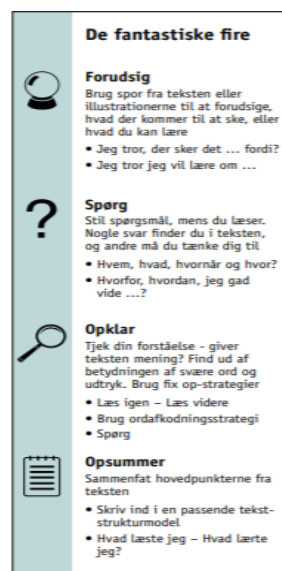 De fantastiske fire
Forudsig
Brug spor fra teksten eller
illustrationerne til at forudsige,
hvad der kommer til at ske, eller
hvad du kan lære
• Jeg tror, der sker det ... fordi?
• Jeg tror jeg vil lære om ...
?
Spørg
Stil spørgsmål, mens du læser.
Nogle svar finder du i teksten,
og andre må du tænke dig til
• Hvem, hvad, hvornår og hvor?
• Hvorfor, hvordan, jeg gad
vide ...?
Opklar
Tjek din forståelse - giver
teksten mening? Find ud af
betydningen af svære ord og
udtryk. Brug fix op-strategier
• Læs igen – Læs videre
• Brug ordafkodningsstrategi
• Spørg
Opsummer
Sammenfat hovedpunkterne fra
teksten
• Skriv ind i en passende tekst-
strukturmodel
• Hvad læste jeg – Hvad lærte
jeg?